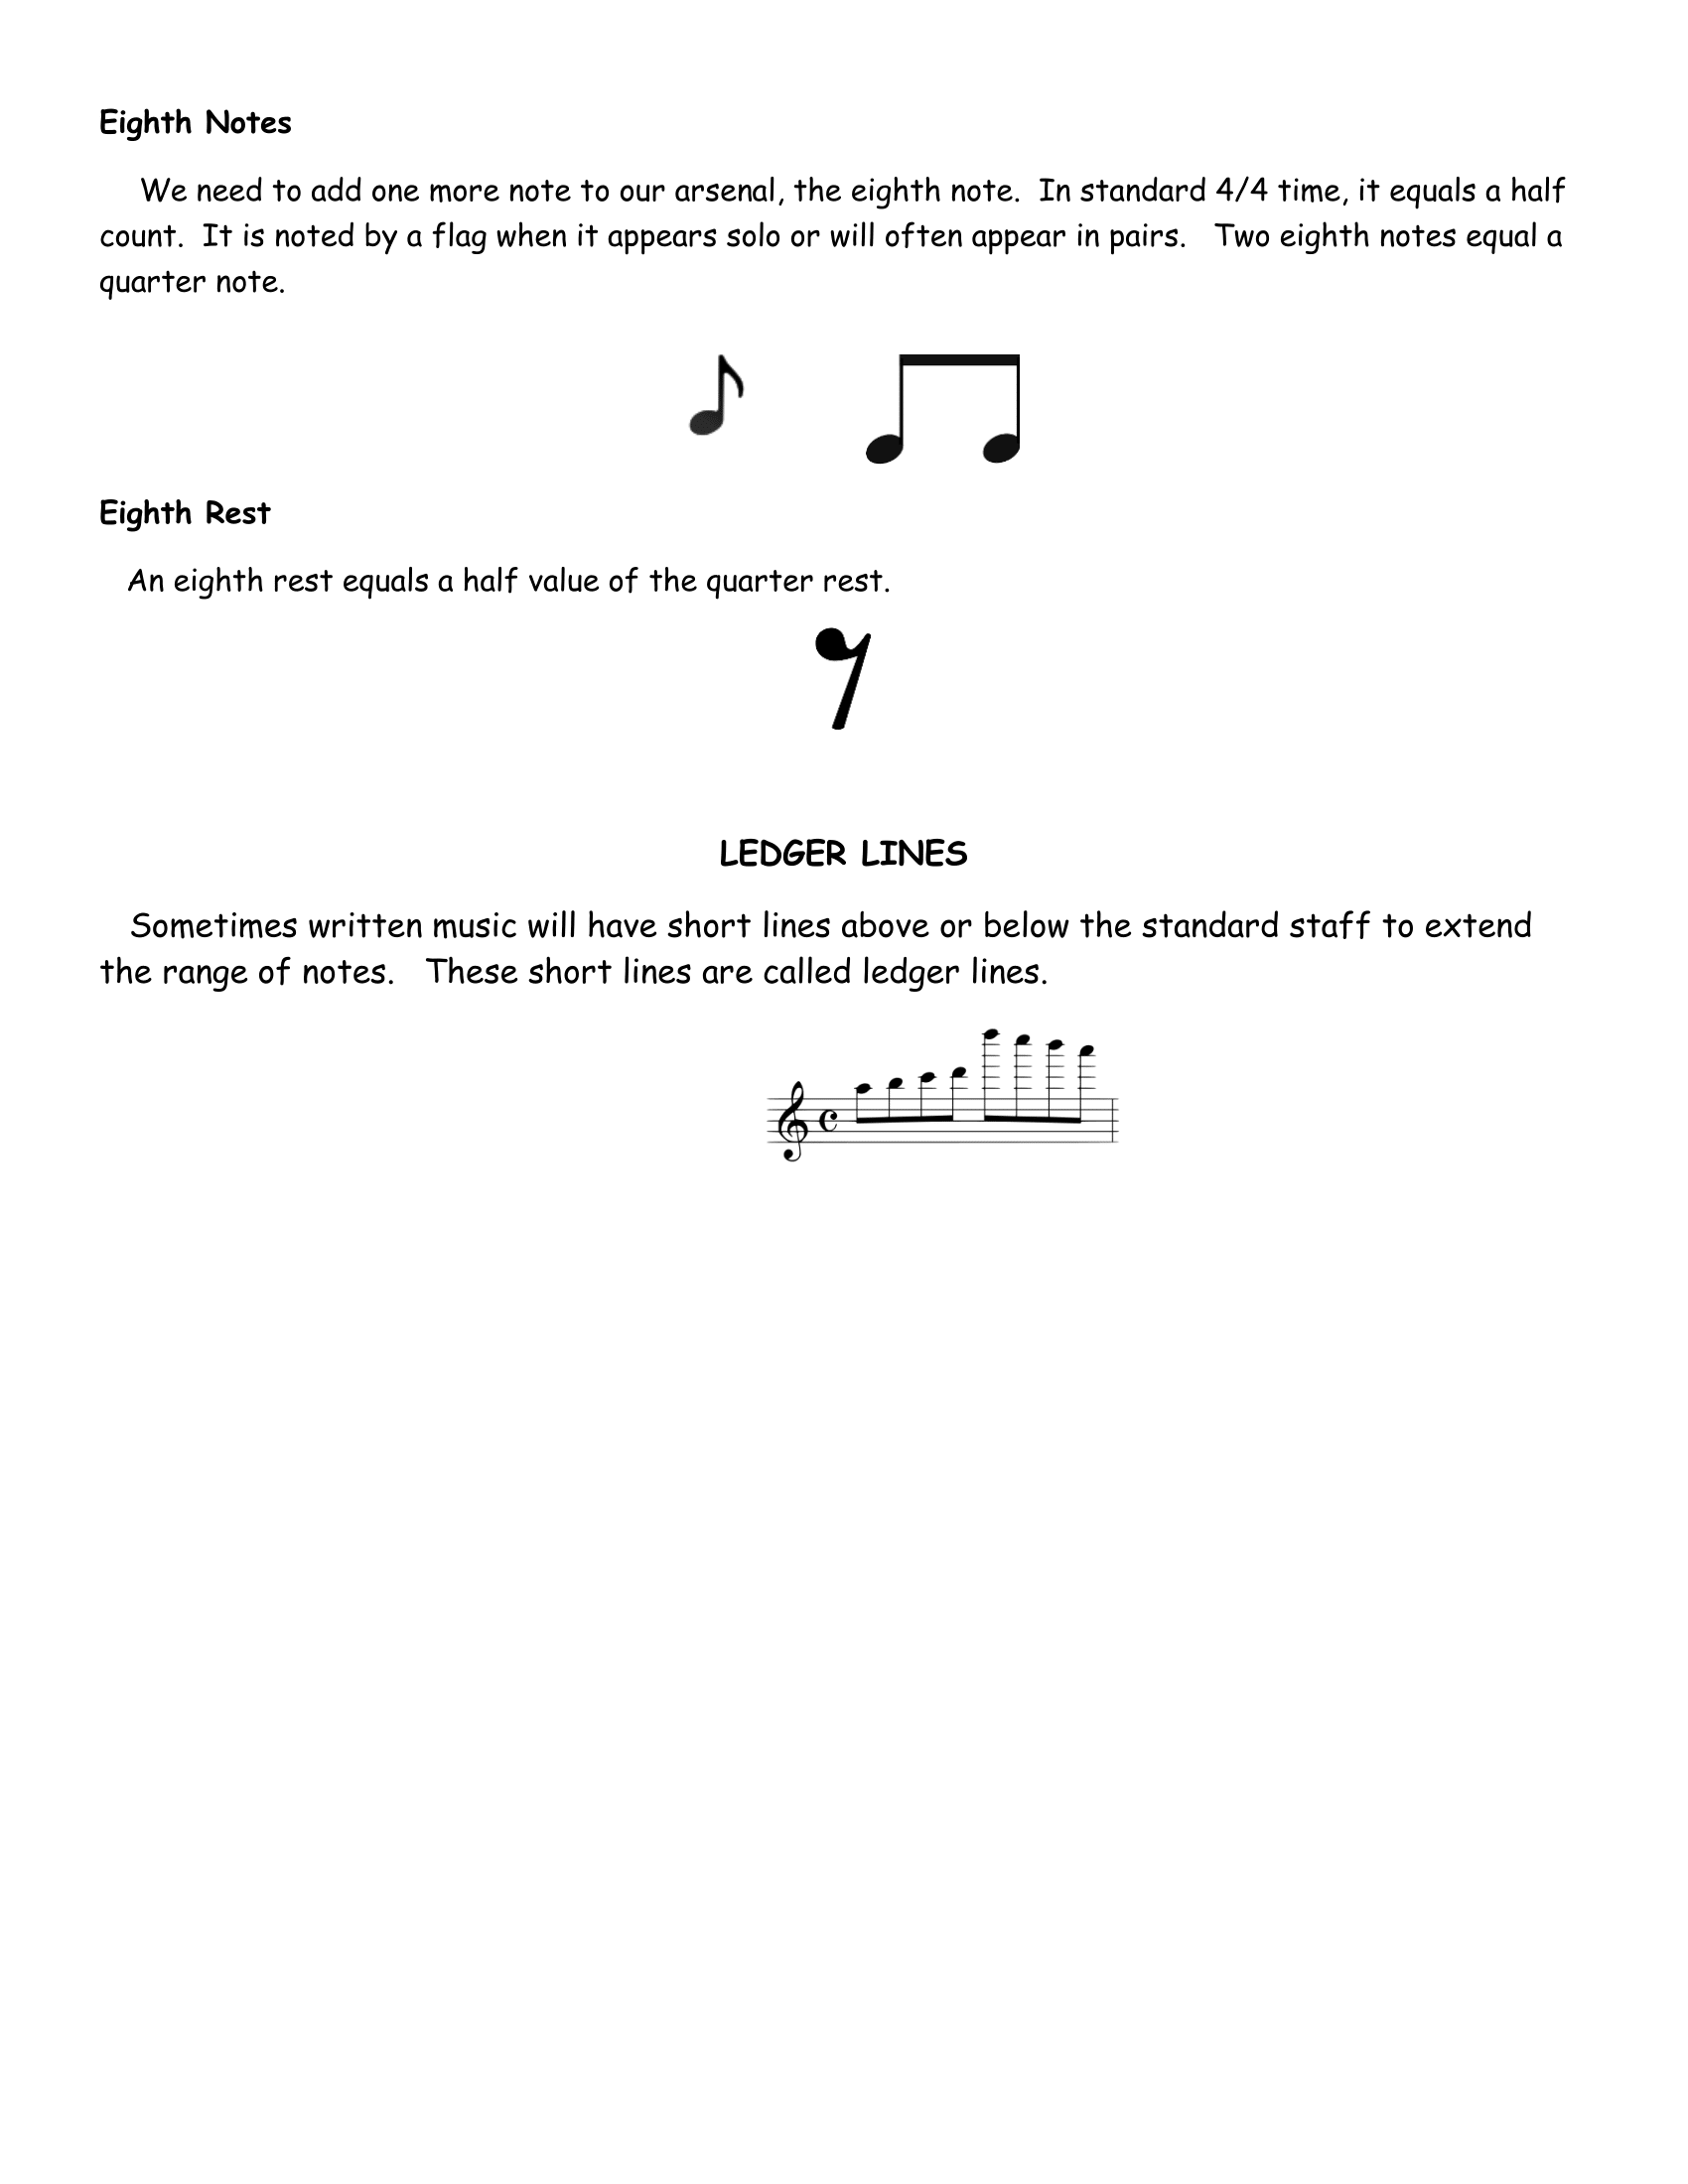 Eighth Notes
We need to add one more note to our arsenal, the eighth note. In standard 4/4 time, it equals a half
count. It is noted by a flag when it appears solo or will often appear in pairs. Two eighth notes equal a
quarter note.
Eighth Rest
An eighth rest equals a half value of the quarter rest.
LEDGER LINES
Sometimes written music will have short lines above or below the standard staff to extend
the range of notes. These short lines are called ledger lines.